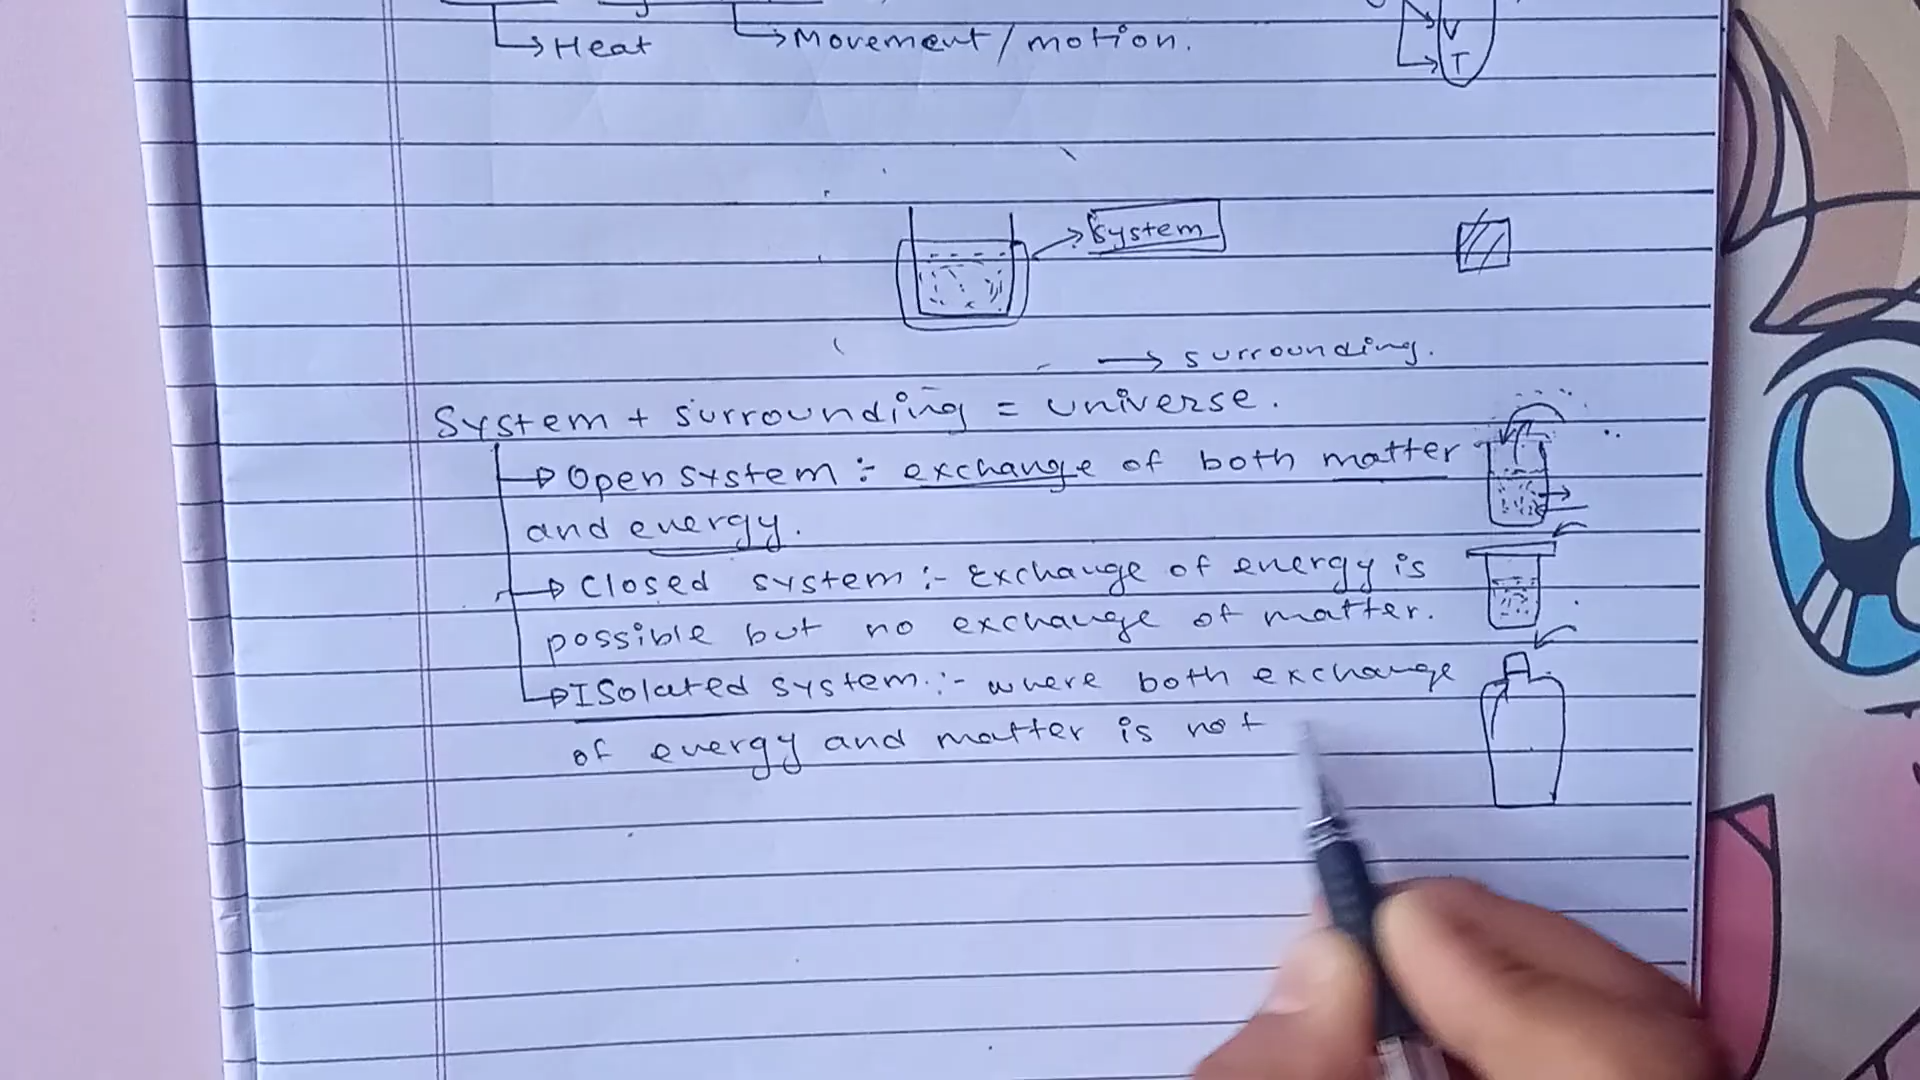 Heat
Movement/motion.
V
T
System
surrounding.
System + surrounding = universe.
Open system :- exchange of both matter
and energy.
Closed system :- Exchange of energy is
possible but no exchange of matter.
ISolated system :- where both exchange
of energy and matter is not